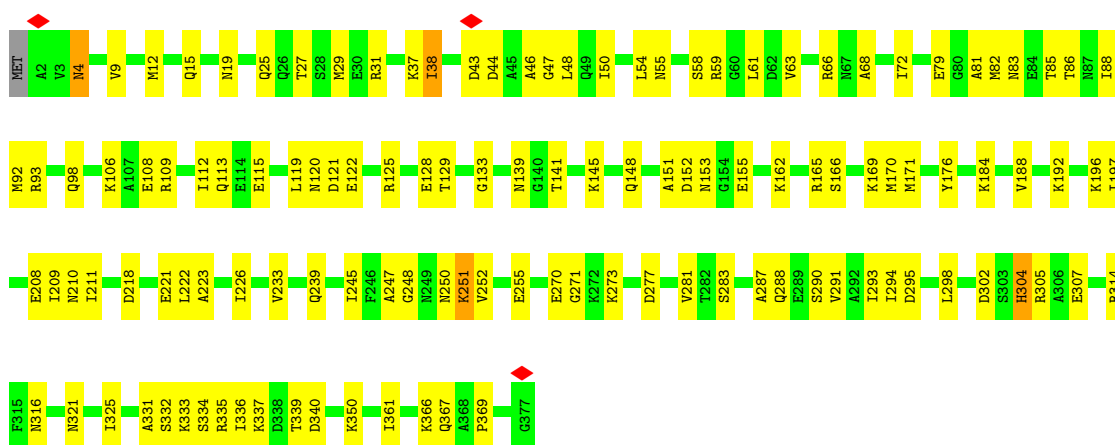 MET A2 V3 N4 V9 M12 Q15 N19 Q25 Q26 T27 S28 M29 E30 R31 K37 I38 D43 D44 A45 A46 G47 L48 Q49 I50 L54 N55 S58 R59 G60 L61 D62 V63 R66 N67 A68 I72 E79 G80 A81 M82 N83 E84 T85 T86 N87 I88
M92 R93 Q98 K106 A107 E108 R109 I112 Q113 E114 E115 L119 N120 D121 E122 R125 E128 T129 G133 N139 G140 T141 K145 Q148 A151 D152 N153 G154 E155 K162 R165 S166 K169 M170 M171 Y176 K184 V188 K192 K196 I197
E208 I209 N210 I211 D218 E221 L222 A223 I226 V233 Q239 I245 F246 A247 G248 N249 N250 K251 V252 E255 E270 G271 K272 K273 D277 V281 T282 S283 A287 Q288 E289 S290 V291 A292 I293 I294 D295 L298 D302 S303 H304 R305 A306 E307 R314
F315 N316 N321 I325 A331 S332 K333 S334 R335 I336 K337 D338 T339 D340 K350 I361 K366 Q367 A368 P369 G377